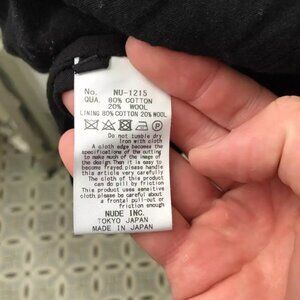 No. NU-1215
QUA. 80% COTTON
20% WOOL
LINING 80% COTTON 20% WOOL
Do not tumble dry
Iron with cloth
A cloth edge becomes the
specifications of the cutting
to make much of the image of
the design Than it is easy to
become frayed, please handle
this article very carefully
The cloth of this product
can do pill by friction
This product uses sensitive
cloth please be careful about
a frontal pull-out or
friction enough
NUDE INC.
TOKYO JAPAN
MADE IN JAPAN